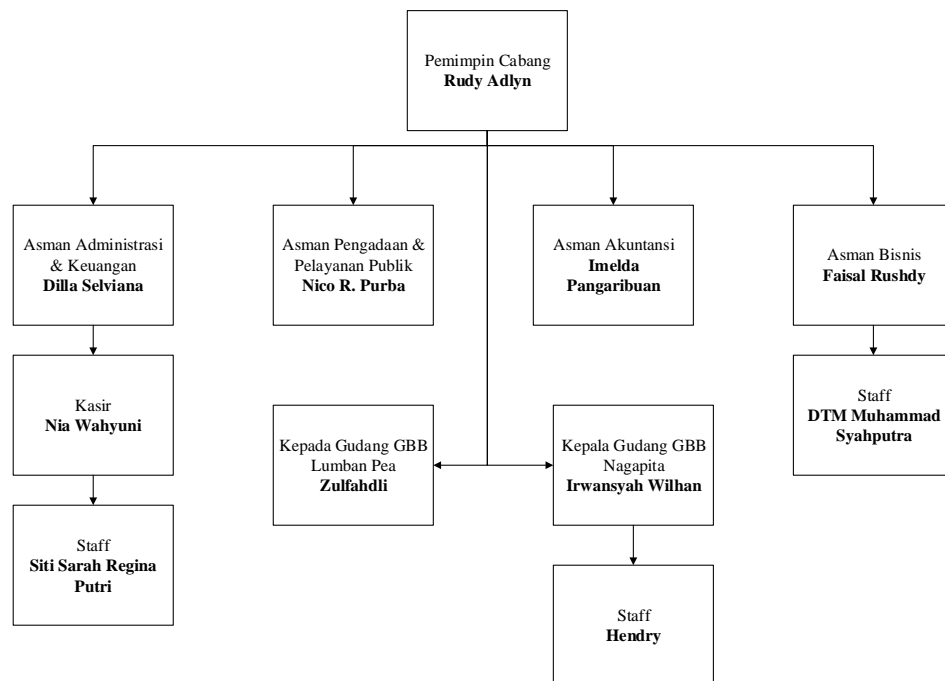 Pemimpin Cabang
Rudy Adlyn
Asman Administrasi
& Keuangan
Dilla Selviana
Asman Pengadaan &
Pelayanan Publik
Nico R. Purba
Asman Akuntansi
Imelda
Pangaribuan
Asman Bisnis
Faisal Rushdy
Kasir
Nia Wahyuni
Staff
DTM Muhammad
Syahputra
Kepada Gudang GBB
Lumban Pea
Zulfahdli
Kepala Gudang GBB
Nagapita
Irwansyah Wilhan
Staff
Siti Sarah Regina
Putri
Staff
Hendry